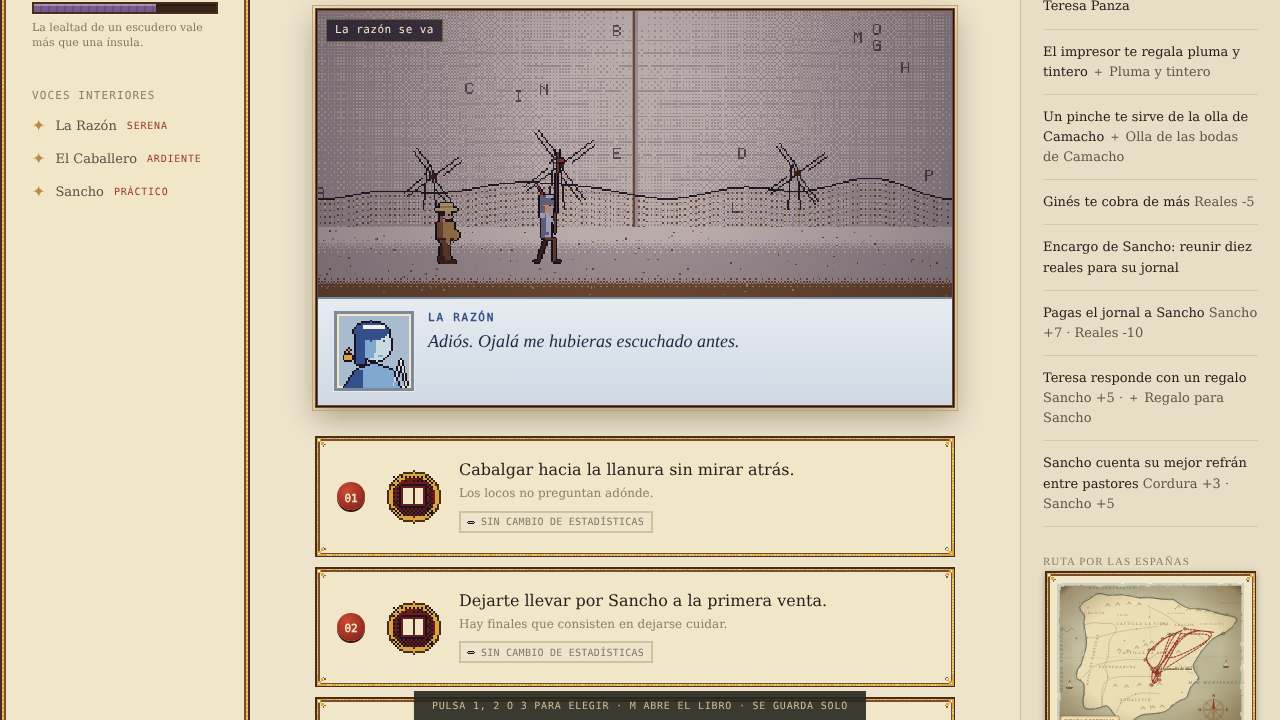 La lealtad de un escudero vale
más que una ínsula.
VOCES INTERIORES
La Razón SERENA
El Caballero ARDIENTE
Sancho PRÁCTICO
La razón se va
B
M O
G
H
C
I N
E
D
P
L
LA RAZÓN
Adiós. Ojalá me hubieras escuchado antes.
01
Cabalgar hacia la llanura sin mirar atrás.
Los locos no preguntan adónde.
SIN CAMBIO DE ESTADÍSTICAS
02
Dejarte llevar por Sancho a la primera venta.
Hay finales que consisten en dejarse cuidar.
SIN CAMBIO DE ESTADÍSTICAS
PULSA 1, 2 O 3 PARA ELEGIR · M ABRE EL LIBRO · SE GUARDA SOLO
Teresa Panza
El impresor te regala pluma y
tintero + Pluma y tintero
Un pinche te sirve de la olla de
Camacho + Olla de las bodas
de Camacho
Ginés te cobra de más Reales -5
Encargo de Sancho: reunir diez
reales para su jornal
Pagas el jornal a Sancho Sancho
+7 · Reales -10
Teresa responde con un regalo
Sancho +5 · + Regalo para
Sancho
Sancho cuenta su mejor refrán
entre pastores Cordura +3 ·
Sancho +5
RUTA POR LAS ESPAÑAS